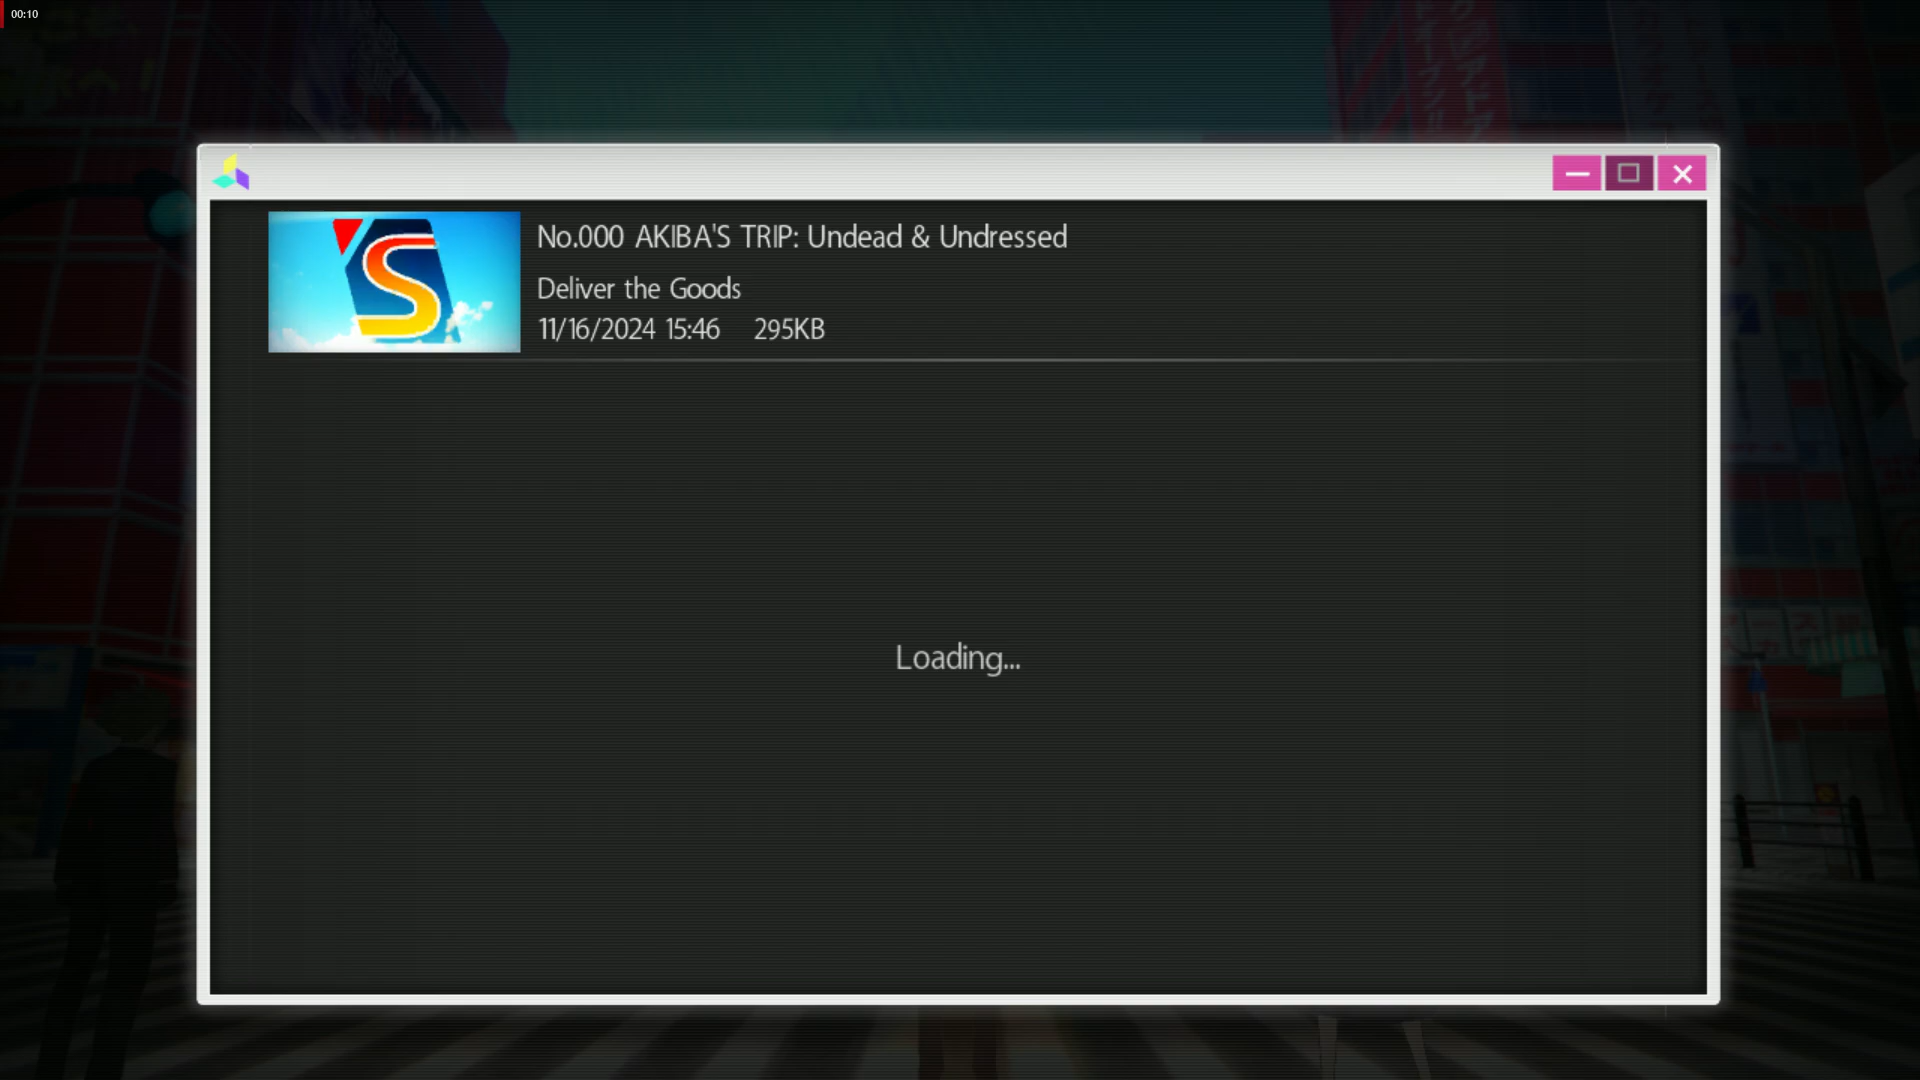 00:10
S
No.000 AKIBA'S TRIP: Undead & Undressed
Deliver the Goods
11/16/2024 15:46 295KB
Loading...